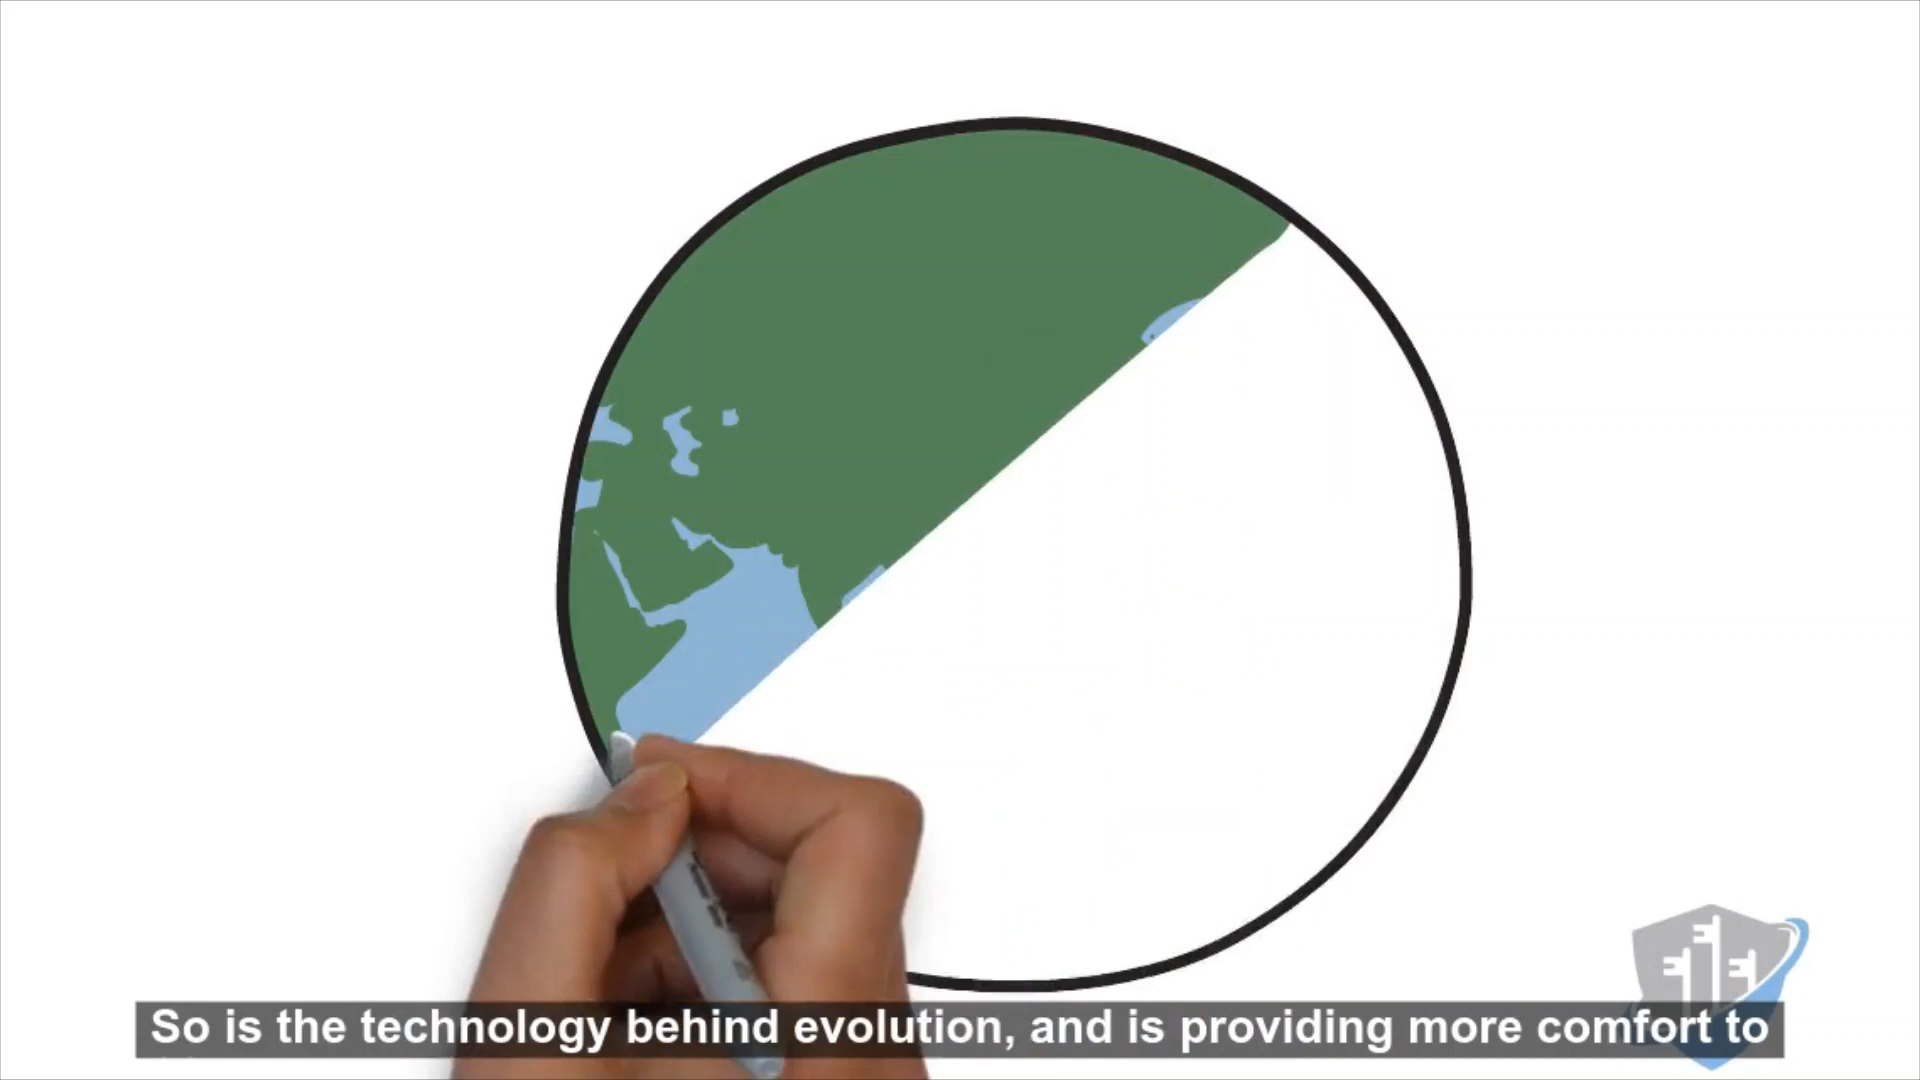 So is the technology behind evolution, and is providing more comfort to